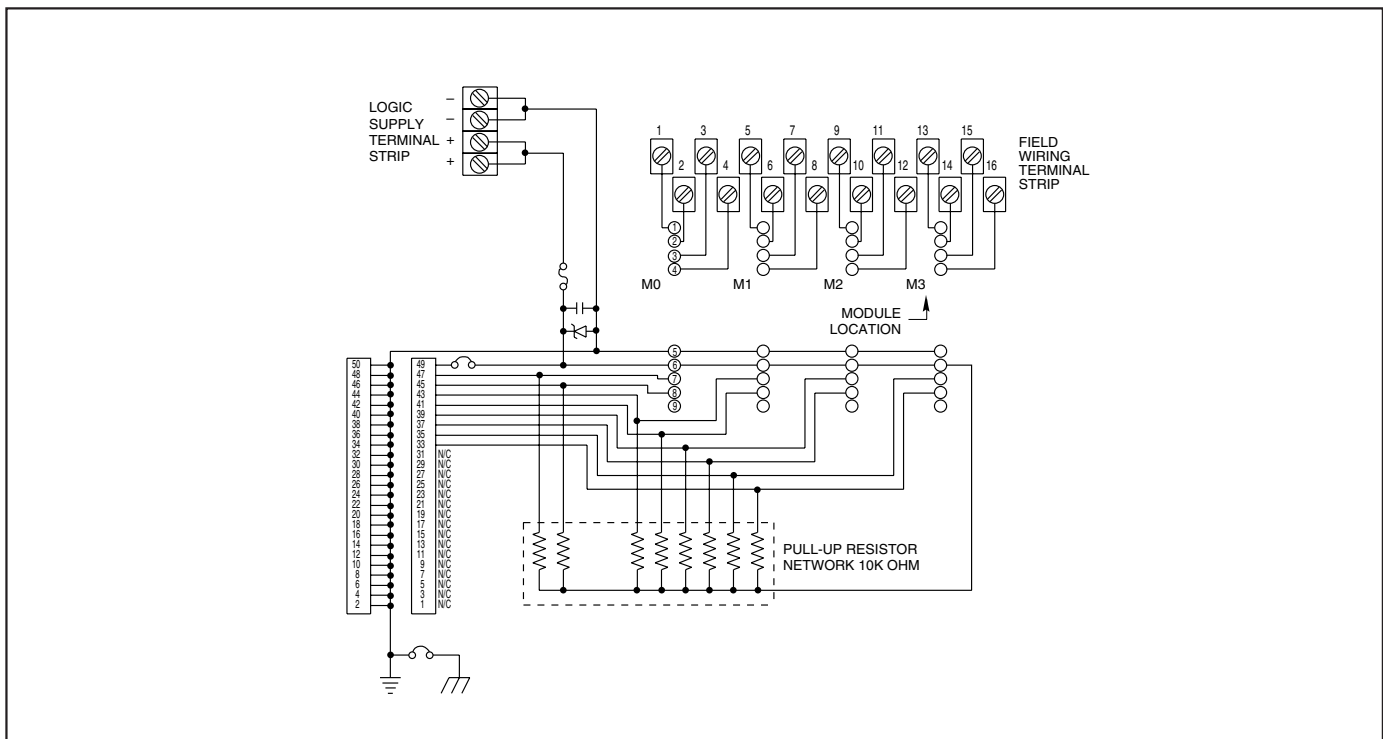 LOGIC
SUPPLY
TERMINAL
STRIP
–
–
+
+
1 3 5 7 9 11 13 15
2 4 6 8 10 12 14 16
FIELD
WIRING
TERMINAL
STRIP
1
2
3
4
M0 M1 M2 M3
MODULE
LOCATION
5
6
7
8
9
50 49
48 47
46 45
44 43
42 41
40 39
38 37
36 35
34 33
32 31 N/C
30 29 N/C
28 27 N/C
26 25 N/C
24 23 N/C
22 21 N/C
20 19 N/C
18 17 N/C
16 15 N/C
14 13 N/C
12 11 N/C
10 9 N/C
8 7 N/C
6 5 N/C
4 3 N/C
2 1 N/C
PULL-UP RESISTOR
NETWORK 10K OHM